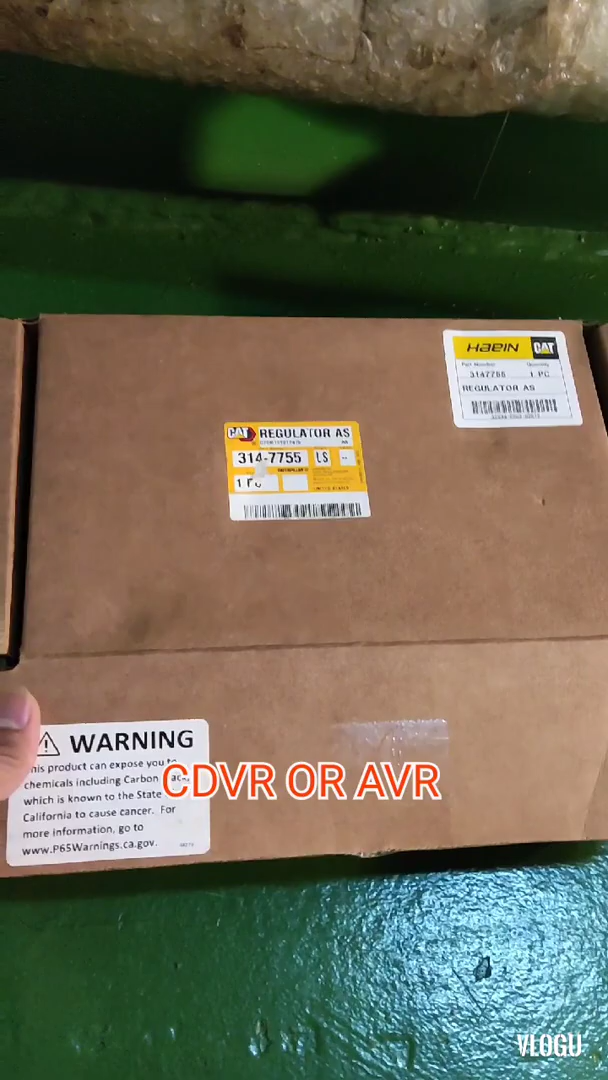 HaeIN CAT
Part Number Quantity
3147755 1 PC
REGULATOR AS
CAT REGULATOR AS
314-7755 LS --
1
WARNING
This product can expose you to
chemicals including Carbon
which is known to the State
California to cause cancer. For
more information, go to
www.P65Warnings.ca.gov.
CDVR OR AVR
VLOGU